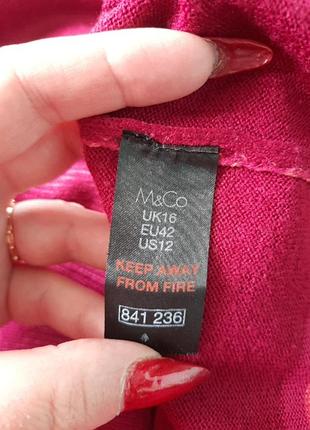 M&Co
UK16
EU42
US12
KEEP AWAY
FROM FIRE
841 236